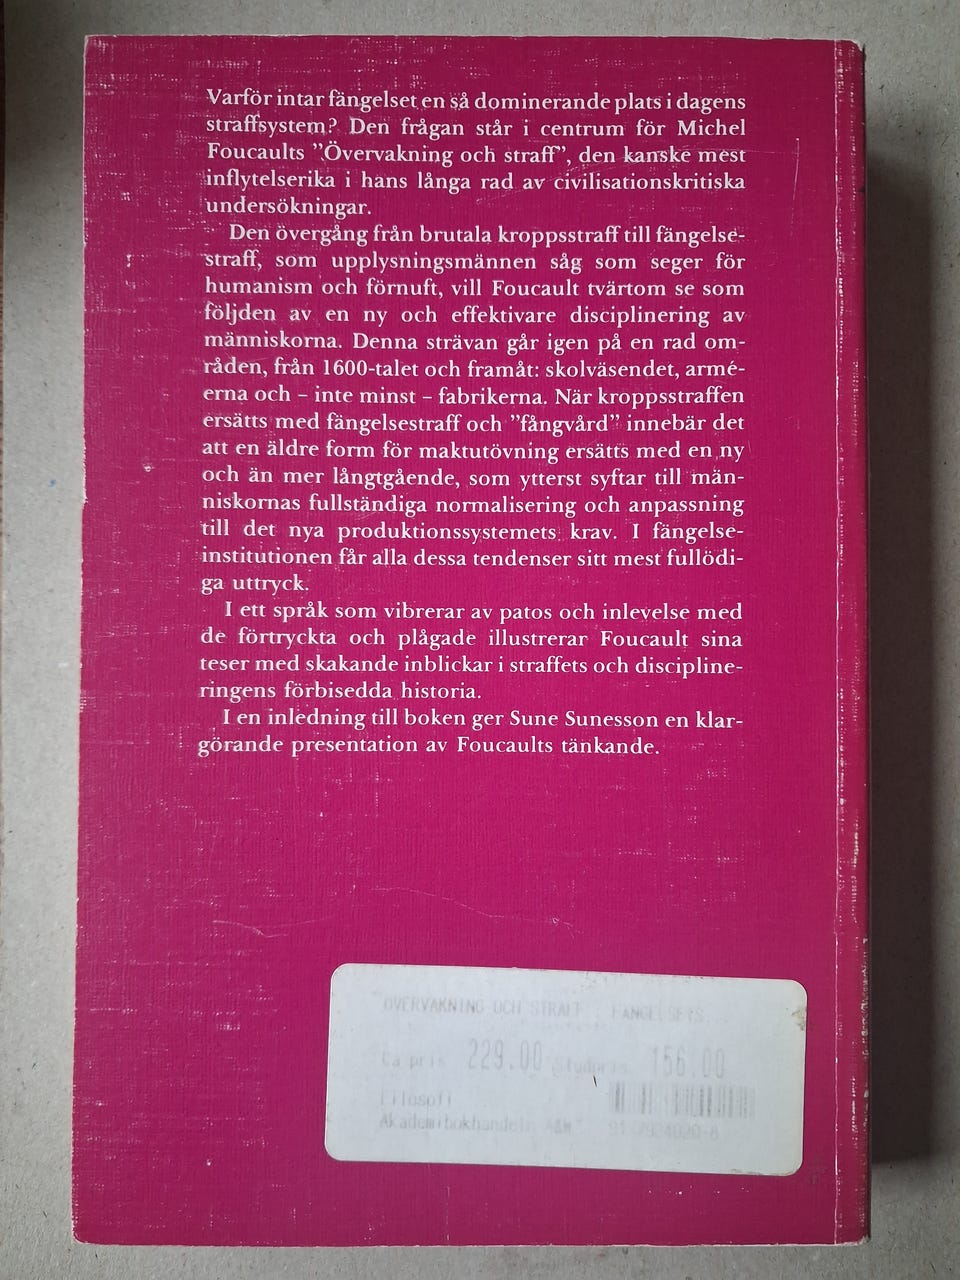 Varför intar fängelset en så dominerande plats i dagens
straffsystem? Den frågan står i centrum för Michel
Foucaults ”Övervakning och straff”, den kanske mest
inflytelserika i hans långa rad av civilisationskritiska
undersökningar.
Den övergång från brutala kroppsstraff till fängelse-
straff, som upplysningsmännen såg som seger för
humanism och förnuft, vill Foucault tvärtom se som
följden av en ny och effektivare disciplinering av
människorna. Denna strävan går igen på en rad om-
råden, från 1600-talet och framåt: skolväsendet, armé-
erna och – inte minst – fabrikerna. När kroppsstraffen
ersätts med fängelsestraff och ”fångvård” innebär det
att en äldre form för maktutövning ersätts med en ny
och än mer långtgående, som ytterst syftar till män-
niskornas fullständiga normalisering och anpassning
till det nya produktionssystemets krav. I fängelse-
institutionen får alla dessa tendenser sitt mest fullödi-
ga uttryck.
I ett språk som vibrerar av patos och inlevelse med
de förtryckta och plågade illustrerar Foucault sina
teser med skakande inblickar i straffets och discipline-
ringens förbisedda historia.
I en inledning till boken ger Sune Sunesson en klar-
görande presentation av Foucaults tänkande.
ÖVERVAKNING OCH STRAFF : FÄNGELSETS...
Ca pris 229.00 Studpris 156.00
Filosofi
Akademibokhandeln